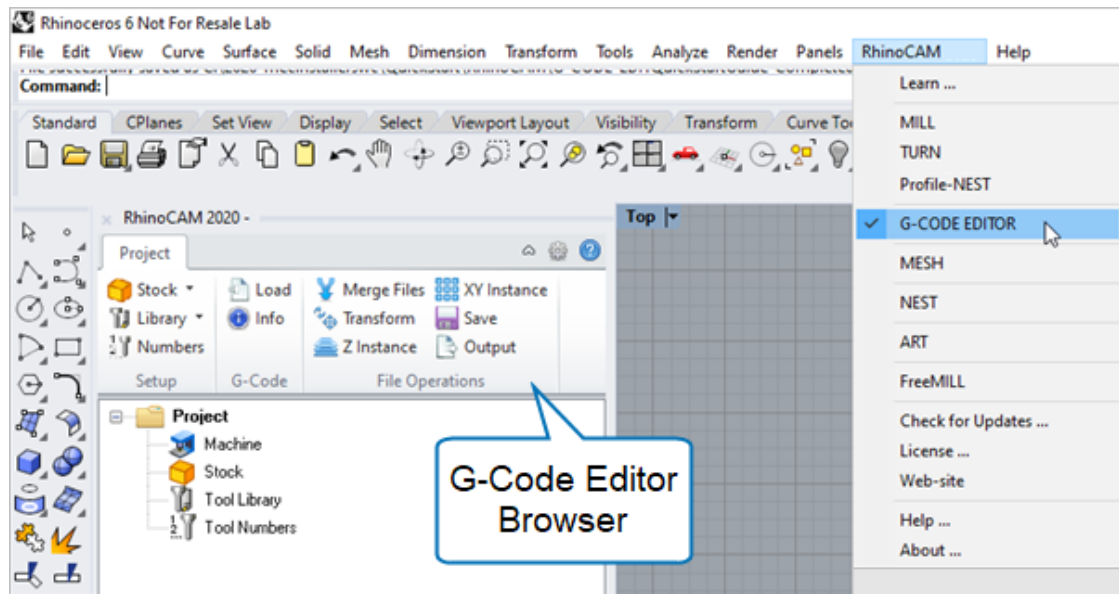 Rhinoceros 6 Not For Resale Lab
File Edit View Curve Surface Solid Mesh Dimension Transform Tools Analyze Render Panels RhinoCAM Help
Command:
Standard CPlanes Set View Display Select Viewport Layout Visibility Transform
RhinoCAM 2020 -
Project
Stock Load Merge Files XY Instance
Library Info Transform Save
Numbers Z Instance Output
Setup G-Code File Operations
Project
Machine
Stock
Tool Library
Tool Numbers
G-Code Editor
Browser
Top
Learn ...
MILL
TURN
Profile-NEST
G-CODE EDITOR
MESH
NEST
ART
FreeMILL
Check for Updates ...
License ...
Web-site
Help ...
About ...